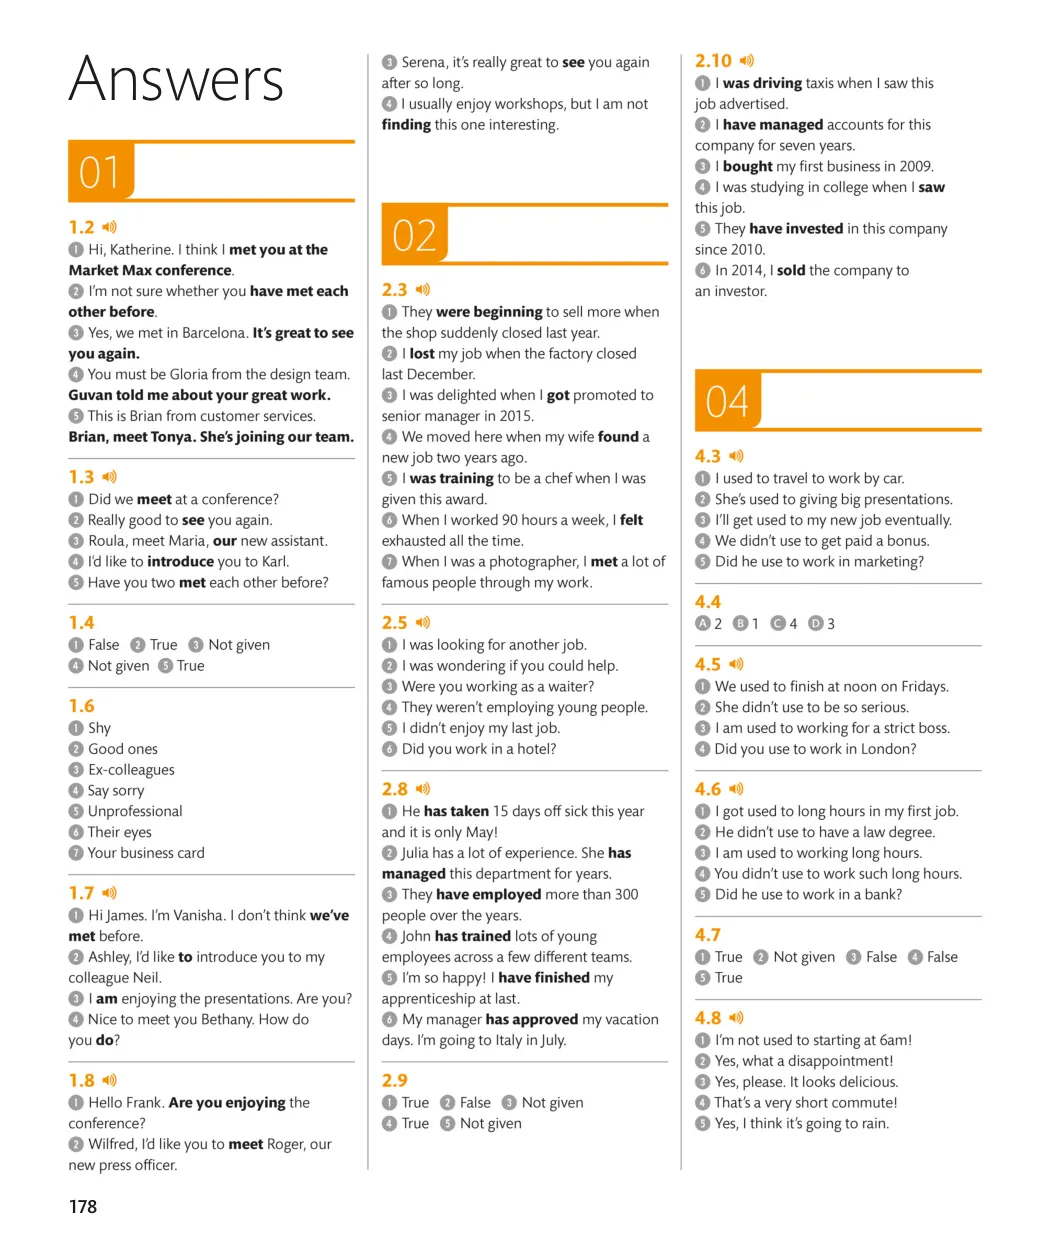 Answers
01
1.2
1 Hi, Katherine. I think I met you at the
Market Max conference.
2 I'm not sure whether you have met each
other before.
3 Yes, we met in Barcelona. It's great to see
you again.
4 You must be Gloria from the design team.
Guvan told me about your great work.
5 This is Brian from customer services.
Brian, meet Tonya. She's joining our team.
1.3
1 Did we meet at a conference?
2 Really good to see you again.
3 Roula, meet Maria, our new assistant.
4 I'd like to introduce you to Karl.
5 Have you two met each other before?
1.4
1 False 2 True 3 Not given
4 Not given 5 True
1.6
1 Shy
2 Good ones
3 Ex-colleagues
4 Say sorry
5 Unprofessional
6 Their eyes
7 Your business card
1.7
1 Hi James. I'm Vanisha. I don't think we've
met before.
2 Ashley, I'd like to introduce you to my
colleague Neil.
3 I am enjoying the presentations. Are you?
4 Nice to meet you Bethany. How do
you do?
1.8
1 Hello Frank. Are you enjoying the
conference?
2 Wilfred, I'd like you to meet Roger, our
new press officer.
3 Serena, it's really great to see you again
after so long.
4 I usually enjoy workshops, but I am not
finding this one interesting.
02
2.3
1 They were beginning to sell more when
the shop suddenly closed last year.
2 I lost my job when the factory closed
last December.
3 I was delighted when I got promoted to
senior manager in 2015.
4 We moved here when my wife found a
new job two years ago.
5 I was training to be a chef when I was
given this award.
6 When I worked 90 hours a week, I felt
exhausted all the time.
7 When I was a photographer, I met a lot of
famous people through my work.
2.5
1 I was looking for another job.
2 I was wondering if you could help.
3 Were you working as a waiter?
4 They weren't employing young people.
5 I didn't enjoy my last job.
6 Did you work in a hotel?
2.8
1 He has taken 15 days off sick this year
and it is only May!
2 Julia has a lot of experience. She has
managed this department for years.
3 They have employed more than 300
people over the years.
4 John has trained lots of young
employees across a few different teams.
5 I'm so happy! I have finished my
apprenticeship at last.
6 My manager has approved my vacation
days. I'm going to Italy in July.
2.9
1 True 2 False 3 Not given
4 True 5 Not given
2.10
1 I was driving taxis when I saw this
job advertised.
2 I have managed accounts for this
company for seven years.
3 I bought my first business in 2009.
4 I was studying in college when I saw
this job.
5 They have invested in this company
since 2010.
6 In 2014, I sold the company to
an investor.
04
4.3
1 I used to travel to work by car.
2 She's used to giving big presentations.
3 I'll get used to my new job eventually.
4 We didn't use to get paid a bonus.
5 Did he use to work in marketing?
4.4
A 2 B 1 C 4 D 3
4.5
1 We used to finish at noon on Fridays.
2 She didn't use to be so serious.
3 I am used to working for a strict boss.
4 Did you use to work in London?
4.6
1 I got used to long hours in my first job.
2 He didn't use to have a law degree.
3 I am used to working long hours.
4 You didn't use to work such long hours.
5 Did he use to work in a bank?
4.7
1 True 2 Not given 3 False 4 False
5 True
4.8
1 I'm not used to starting at 6am!
2 Yes, what a disappointment!
3 Yes, please. It looks delicious.
4 That's a very short commute!
5 Yes, I think it's going to rain.
178